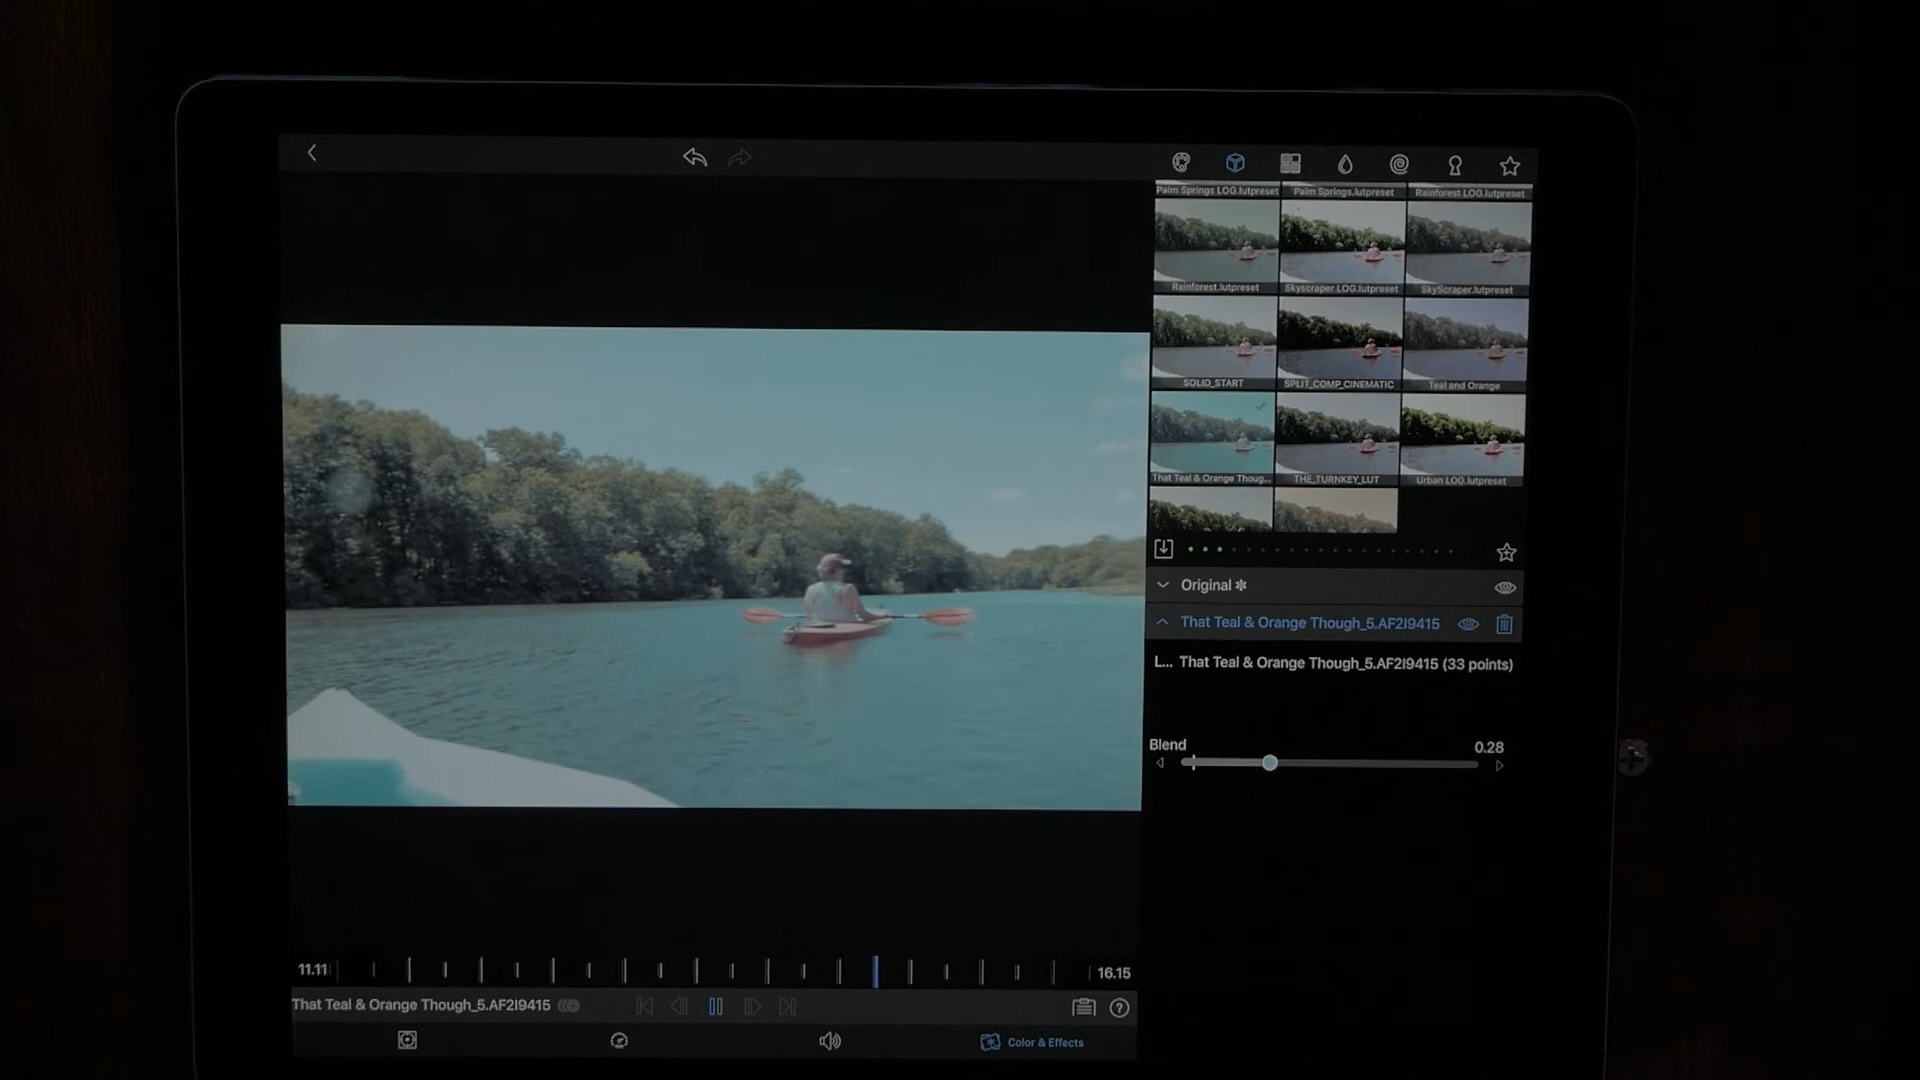 Palm Springs LOG.lutpreset Palm Springs.lutpreset Rainforest LOG.lutpreset
Rainforest.lutpreset Skyscraper LOG.lutpreset SkyScraper.lutpreset
SOLID_START SPLIT_COMP_CINEMATIC Teal and Orange
That Teal & Orange Thoug... THE_TURNKEY_LUT Urban LOG.lutpreset
Original ✻
That Teal & Orange Though_5.AF2I9415
L... That Teal & Orange Though_5.AF2I9415 (33 points)
Blend 0.28
11.11 16.15
That Teal & Orange Though_5.AF2I9415
Color & Effects